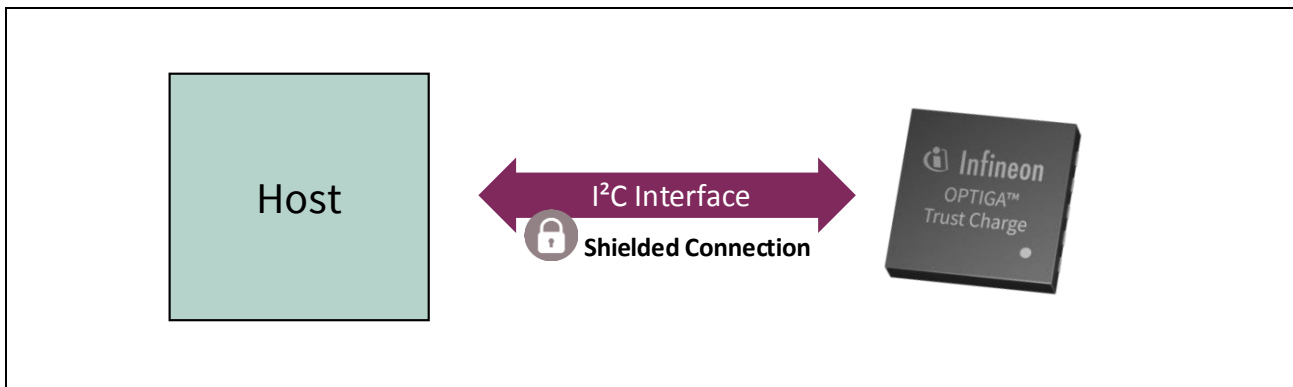 Host
I²C Interface
Shielded Connection
Infineon
OPTIGA™
Trust Charge